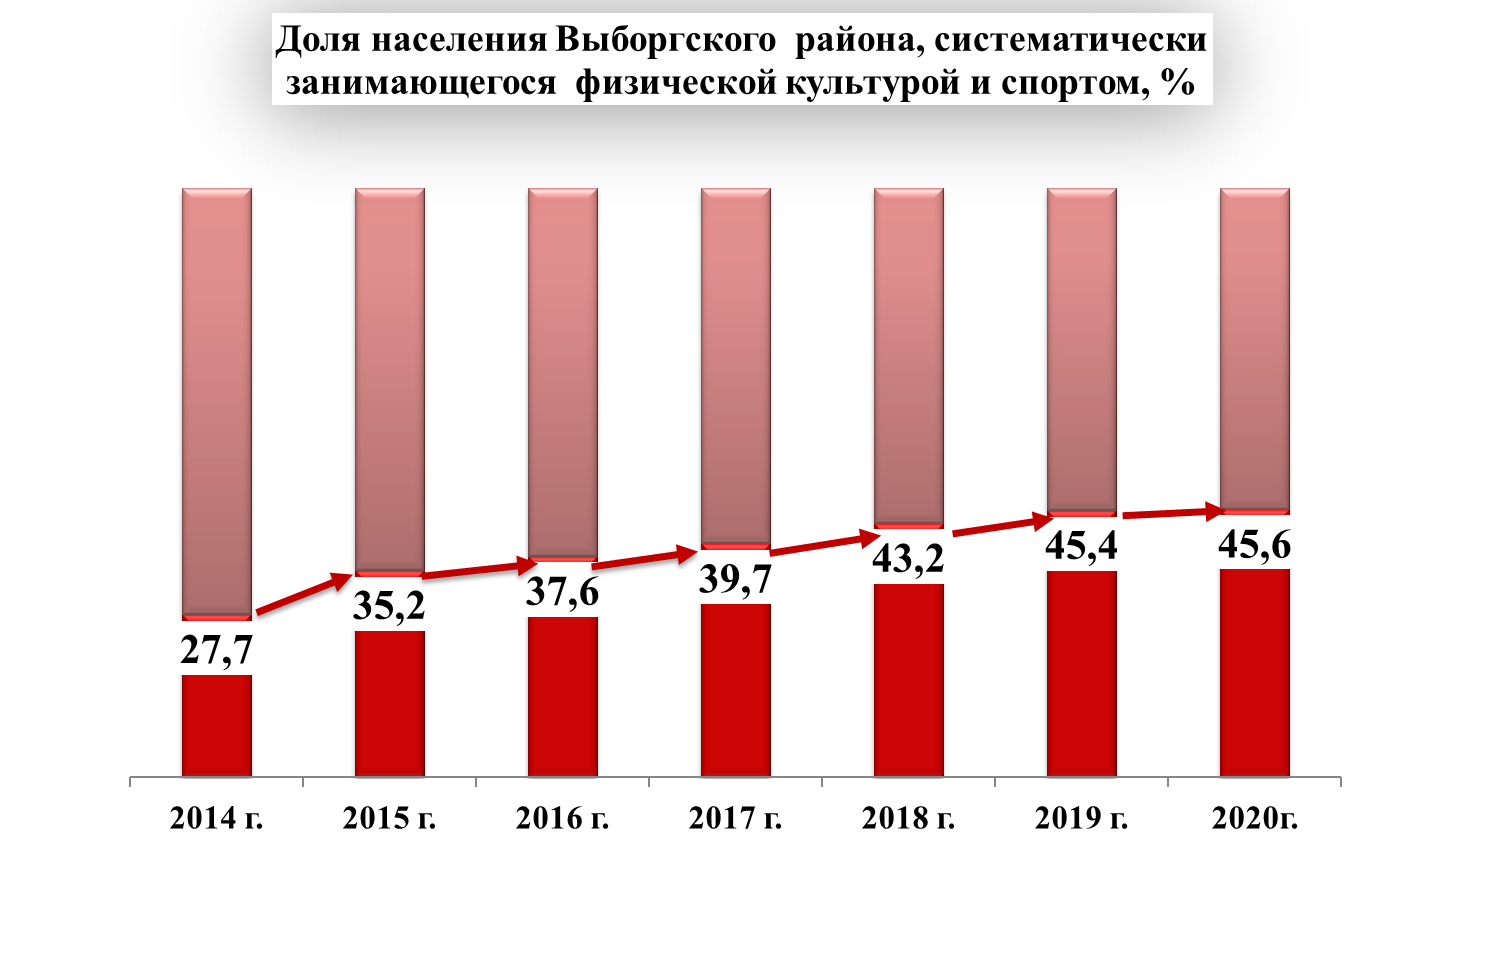 Доля населения Выборгского района, систематически
занимающегося физической культурой и спортом, %
27,7
35,2
37,6
39,7
43,2
45,4
45,6
2014 г.
2015 г.
2016 г.
2017 г.
2018 г.
2019 г.
2020г.